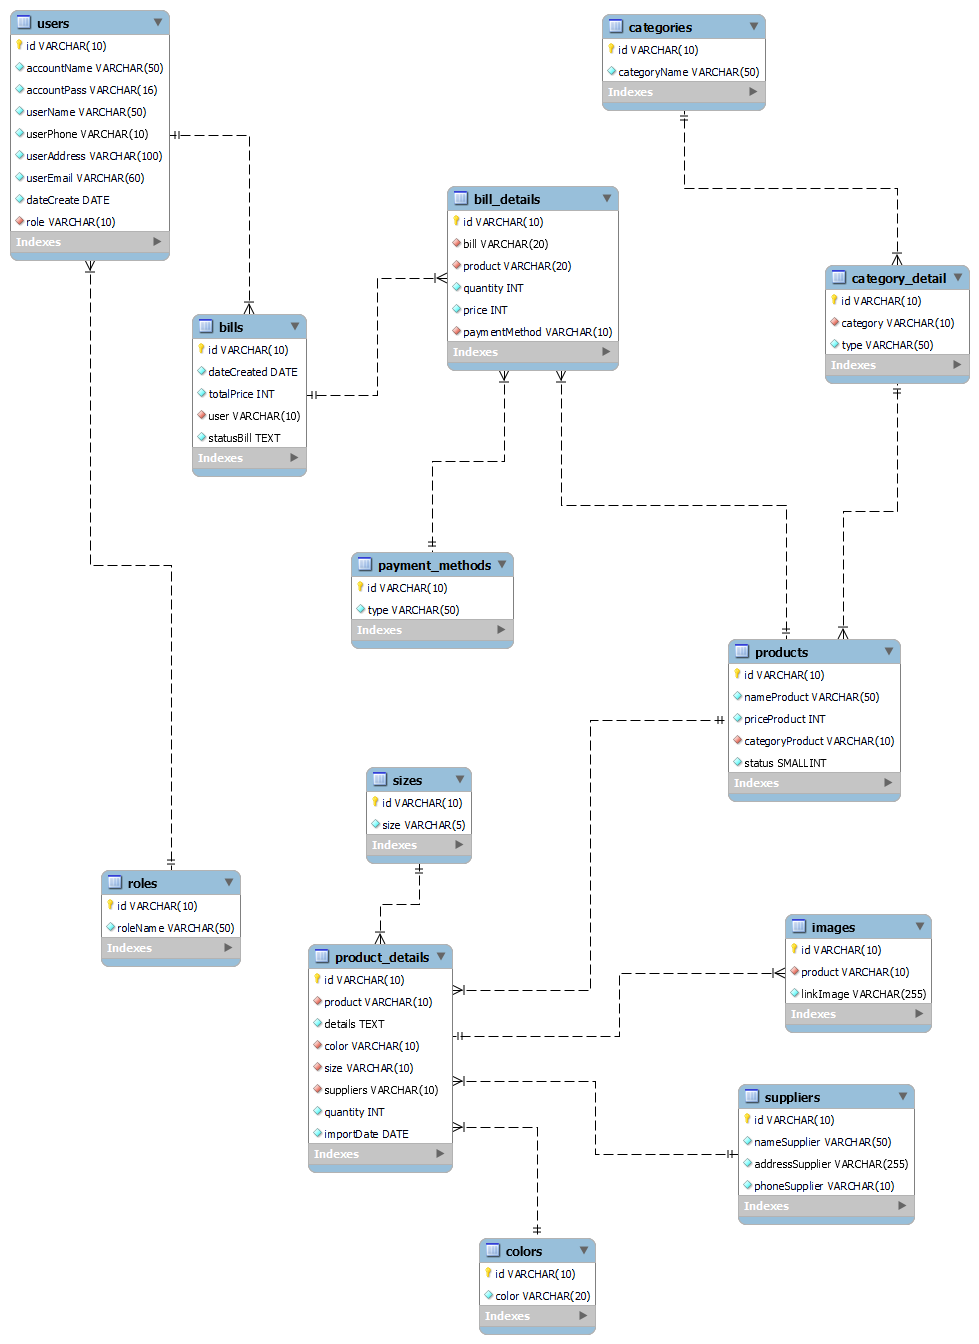 users
id VARCHAR(10)
accountName VARCHAR(50)
accountPass VARCHAR(16)
userName VARCHAR(50)
userPhone VARCHAR(10)
userAddress VARCHAR(100)
userEmail VARCHAR(60)
dateCreate DATE
role VARCHAR(10)
Indexes
categories
id VARCHAR(10)
categoryName VARCHAR(50)
Indexes
bill_details
id VARCHAR(10)
bill VARCHAR(20)
product VARCHAR(20)
quantity INT
price INT
paymentMethod VARCHAR(10)
Indexes
category_detail
id VARCHAR(10)
category VARCHAR(10)
type VARCHAR(50)
Indexes
bills
id VARCHAR(10)
dateCreated DATE
totalPrice INT
user VARCHAR(10)
statusBill TEXT
Indexes
payment_methods
id VARCHAR(10)
type VARCHAR(50)
Indexes
products
id VARCHAR(10)
nameProduct VARCHAR(50)
priceProduct INT
categoryProduct VARCHAR(10)
status SMALLINT
Indexes
sizes
id VARCHAR(10)
size VARCHAR(5)
Indexes
roles
id VARCHAR(10)
roleName VARCHAR(50)
Indexes
product_details
id VARCHAR(10)
product VARCHAR(10)
details TEXT
color VARCHAR(10)
size VARCHAR(10)
suppliers VARCHAR(10)
quantity INT
importDate DATE
Indexes
images
id VARCHAR(10)
product VARCHAR(10)
linkImage VARCHAR(255)
Indexes
suppliers
id VARCHAR(10)
nameSupplier VARCHAR(50)
addressSupplier VARCHAR(255)
phoneSupplier VARCHAR(10)
Indexes
colors
id VARCHAR(10)
color VARCHAR(20)
Indexes